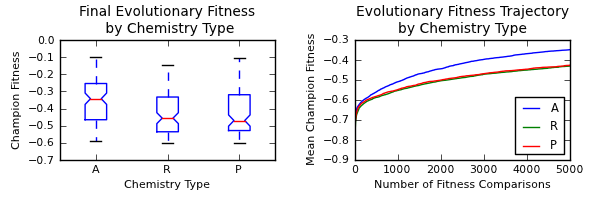 Final Evolutionary Fitness
by Chemistry Type
0.0
−0.1
−0.2
−0.3
−0.4
−0.5
−0.6
−0.7
Champion Fitness
A R P
Chemistry Type
Evolutionary Fitness Trajectory
by Chemistry Type
−0.3
−0.4
−0.5
−0.6
−0.7
−0.8
−0.9
Mean Champion Fitness
A
R
P
0 1000 2000 3000 4000 5000
Number of Fitness Comparisons